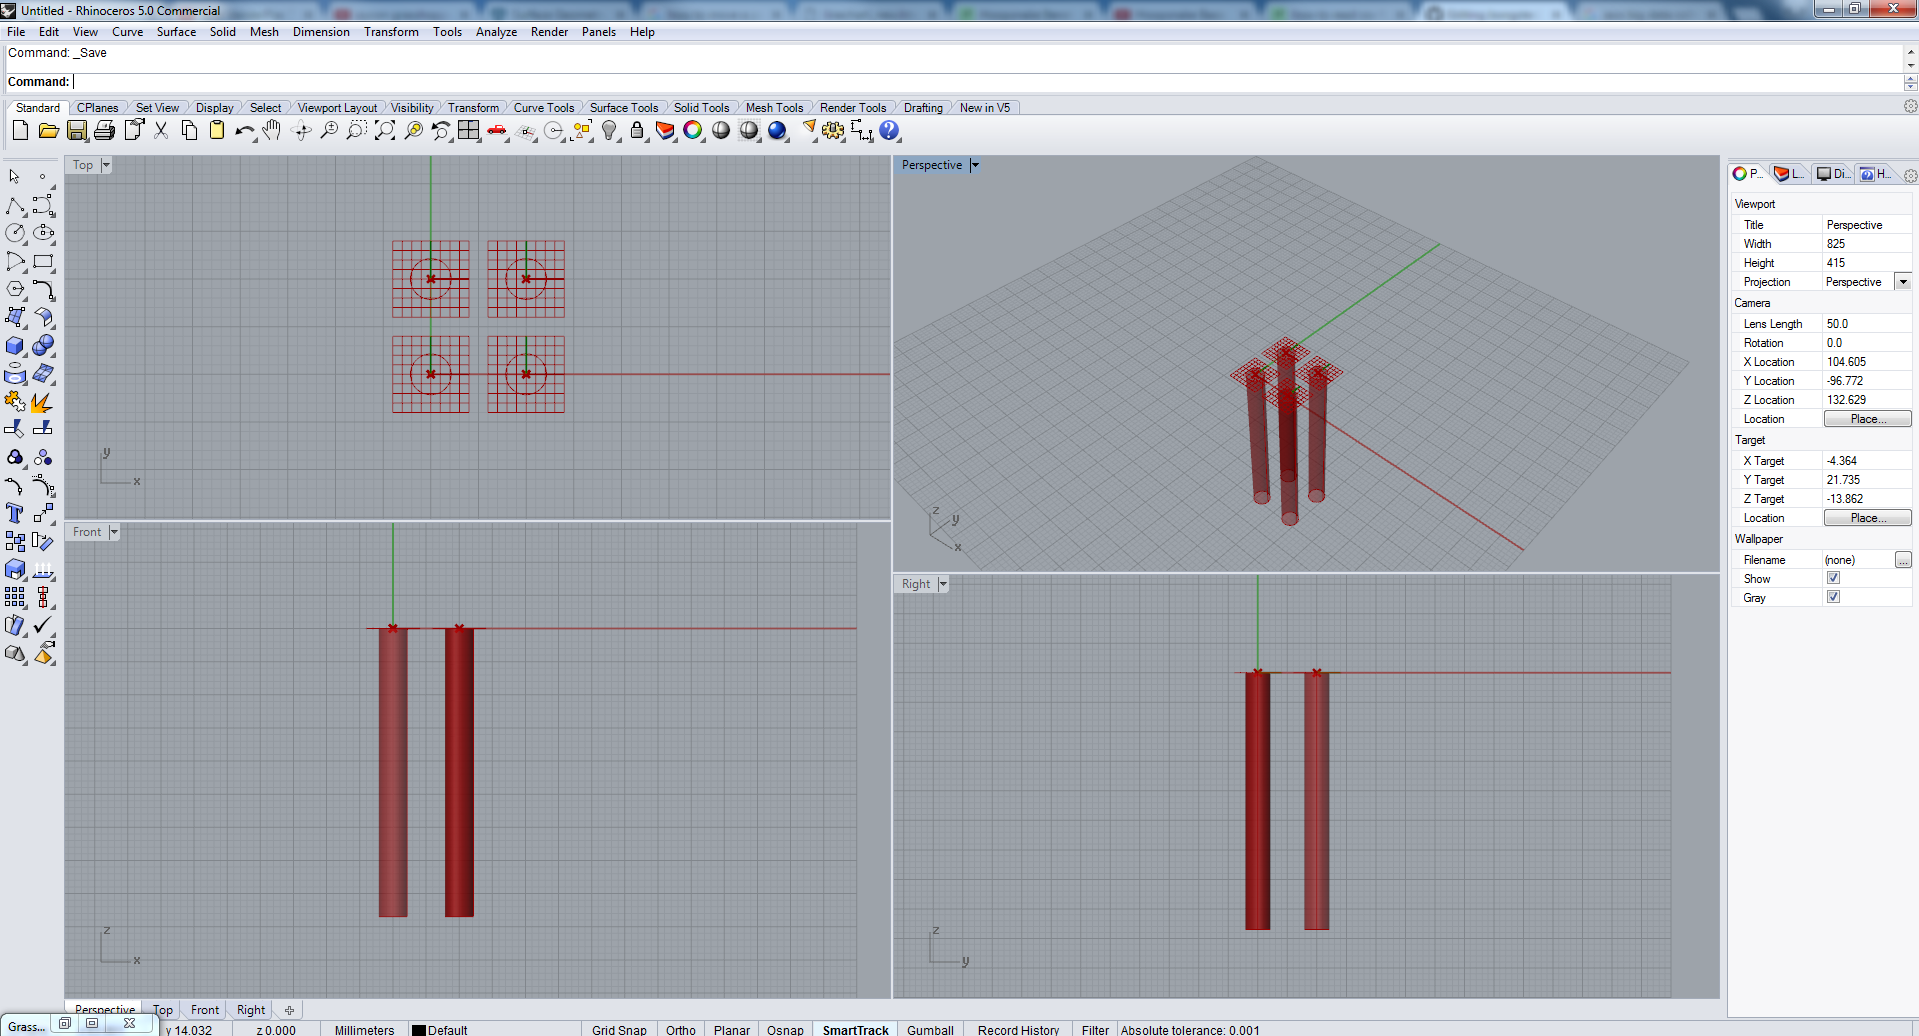 Untitled - Rhinoceros 5.0 Commercial
File Edit View Curve Surface Solid Mesh Dimension Transform Tools Analyze Render Panels Help
Command: _Save
Command:
Standard CPlanes Set View Display Select Viewport Layout Visibility Transform Curve Tools Surface Tools Solid Tools Mesh Tools Render Tools Drafting New in V5
Top
y
x
Perspective
z
y
x
Front
z
x
Right
z
y
P... L... Di... H...
Viewport
Title Perspective
Width 825
Height 415
Projection Perspective
Camera
Lens Length 50.0
Rotation 0.0
X Location 104.605
Y Location -96.772
Z Location 132.629
Location Place...
Target
X Target -4.364
Y Target 21.735
Z Target -13.862
Location Place...
Wallpaper
Filename (none) ...
Show
Gray
Perspective Top Front Right
Grass...
y 14.032 z 0.000 Millimeters Default Grid Snap Ortho Planar Osnap SmartTrack Gumball Record History Filter Absolute tolerance: 0.001